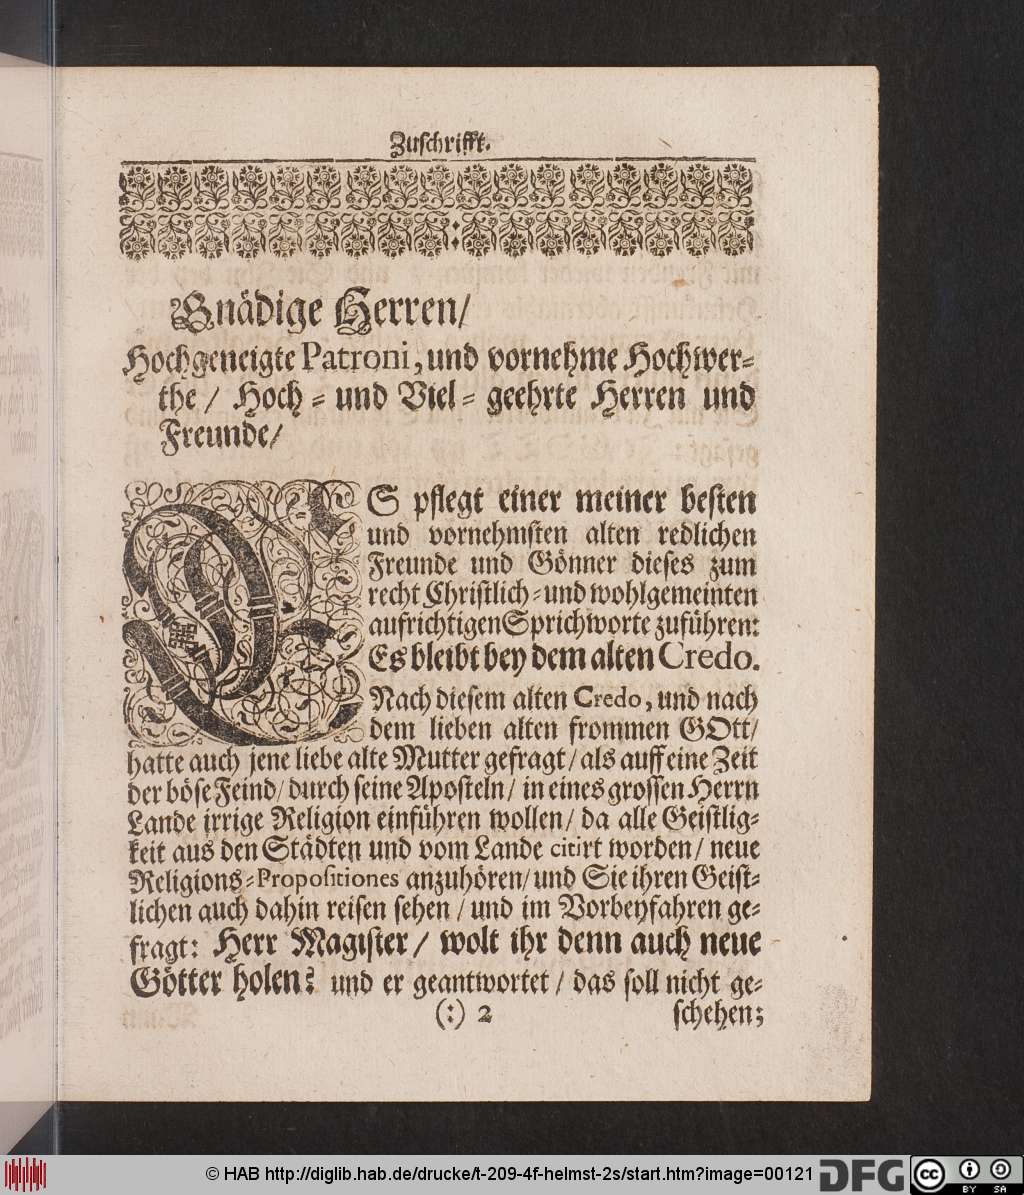 Zuschrifft.
Gnädige Herren/
Hochgeneigte Patroni, und vornehme Hochwer-
the / Hoch - und Viel - geehrte Herren und
Freunde/
ES pflegt einer meiner besten
und vornehmsten alten redlichen
Freunde und Gönner dieses zum
recht Christlich-und wohlgemeinten
aufrichtigen Sprichworte zuführen:
Es bleibt bey dem alten Credo.
Nach diesem alten Credo, und nach
dem lieben alten frommen GOtt/
hatte auch jene liebe alte Mutter gefragt/ als auff eine Zeit
der böse Feind/ durch seine Aposteln/ in eines grossen Herrn
Lande irrige Religion einführen wollen/ da alle Geistlig-
keit aus den Städten und vom Lande citirt worden/ neue
Religions-Propositiones anzuhören/ und Sie ihren Geist-
lichen auch dahin reisen sehen / und im Vorbeyfahren ge-
fragt: Herr Magister/ wolt ihr denn auch neue
Götter holen? und er geantwortet / das soll nicht ge-
(:) 2 schehen;
© HAB http://diglib.hab.de/drucke/t-209-4f-helmst-2s/start.htm?image=00121
DFG
cc
BY SA